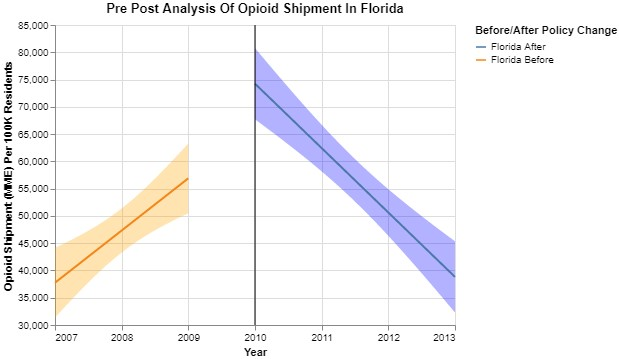 Pre Post Analysis Of Opioid Shipment In Florida
Opioid Shipment (MME) Per 100K Residents
85,000
80,000
75,000
70,000
65,000
60,000
55,000
50,000
45,000
40,000
35,000
30,000
2007 2008 2009 2010 2011 2012 2013
Year
Before/After Policy Change
Florida After
Florida Before